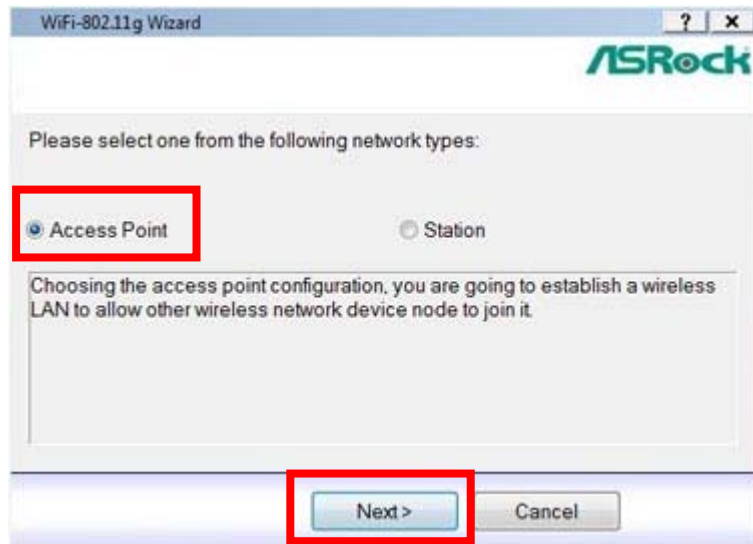 WiFi-802.11g Wizard
? x
ASRock
Please select one from the following network types:
Access Point
Station
Choosing the access point configuration, you are going to establish a wireless
LAN to allow other wireless network device node to join it.
Next >
Cancel